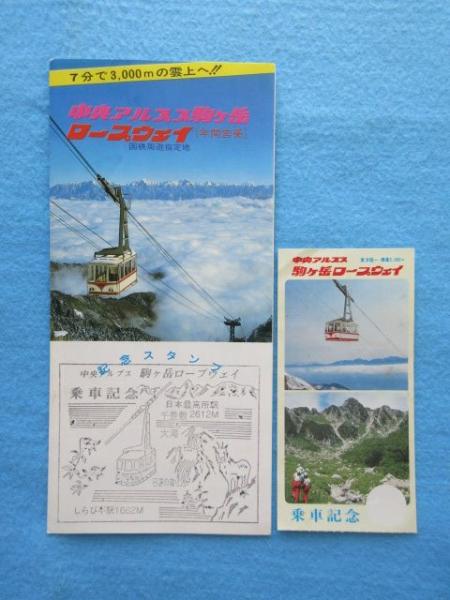 7分で3,000mの雲上へ!!
中央アルプス駒ヶ岳
ロープウェイ[年間営業]
国鉄周遊指定地
記念スタンプ
中央アルプス 駒ヶ岳ロープウェイ
乗車記念
日本最高所駅
千畳敷 2612M
しらび平駅1662M
中央アルプス
駒ヶ岳ロープウェイ
乗車記念